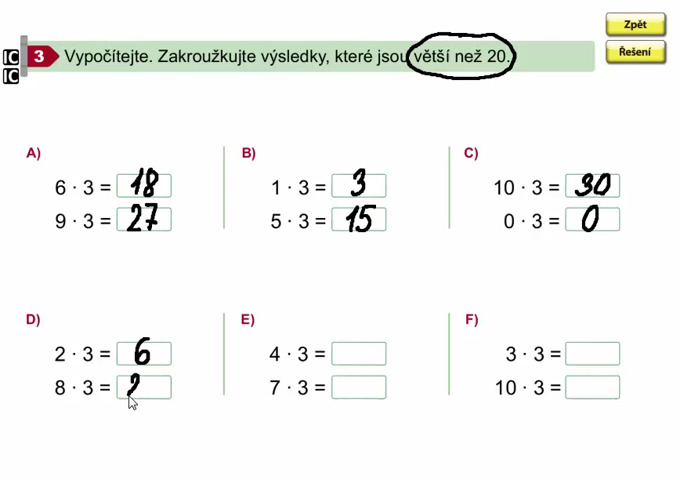 Zpět
3 Vypočítejte. Zakroužkujte výsledky, které jsou větší než 20.
Řešení
A)
6 · 3 = 18
9 · 3 = 27
B)
1 · 3 = 3
5 · 3 = 15
C)
10 · 3 = 30
0 · 3 = 0
D)
2 · 3 = 6
8 · 3 = 2
E)
4 · 3 =
7 · 3 =
F)
3 · 3 =
10 · 3 =